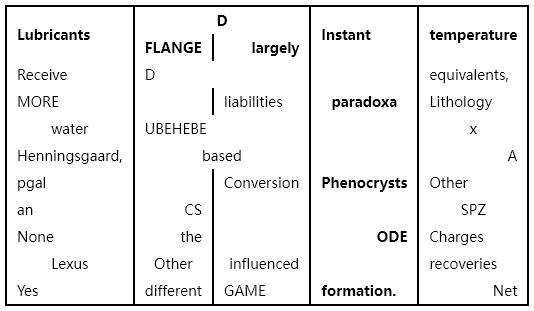 Lubricants D Instant temperature
FLANGE largely
Receive D equivalents,
MORE liabilities paradoxa Lithology
water UBEHEBE x
Henningsgaard, based A
pgal Conversion Phenocrysts Other
an CS SPZ
None the ODE Charges
Lexus Other influenced recoveries
Yes different GAME formation. Net